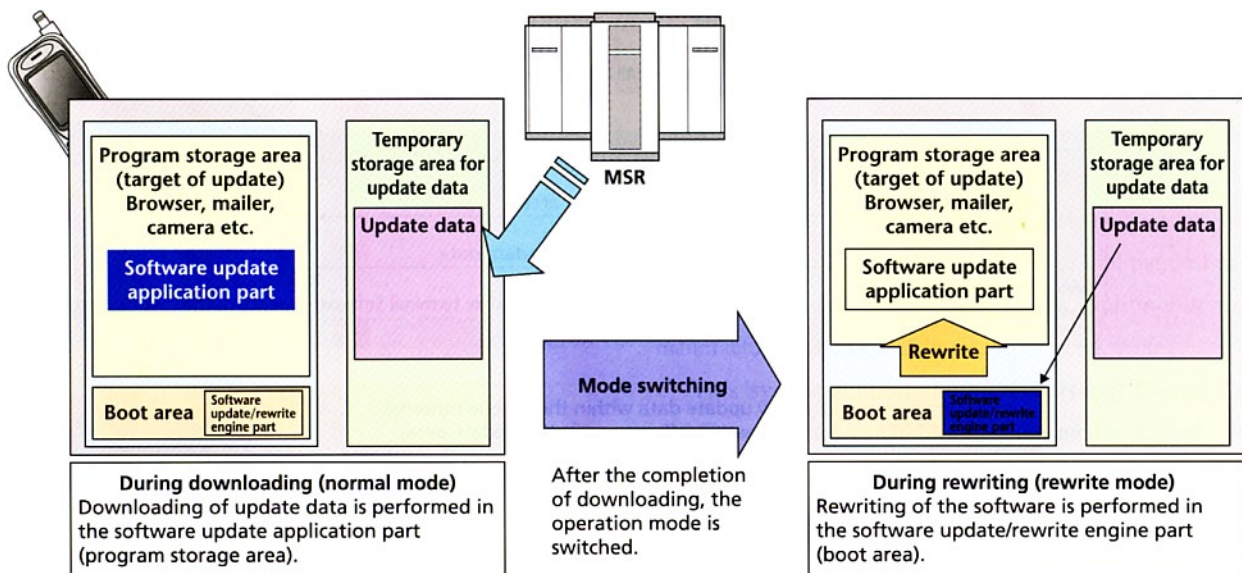 MSR
Program storage area
(target of update)
Browser, mailer,
camera etc.
Software update
application part
Boot area
Software
update/rewrite
engine part
Temporary
storage area for
update data
Update data
During downloading (normal mode)
Downloading of update data is performed in
the software update application part
(program storage area).
Mode switching
After the completion
of downloading, the
operation mode is
switched.
Program storage area
(target of update)
Browser, mailer,
camera etc.
Software update
application part
Rewrite
Boot area
Software
update/rewrite
engine part
Temporary
storage area for
update data
Update data
During rewriting (rewrite mode)
Rewriting of the software is performed in
the software update/rewrite engine part
(boot area).